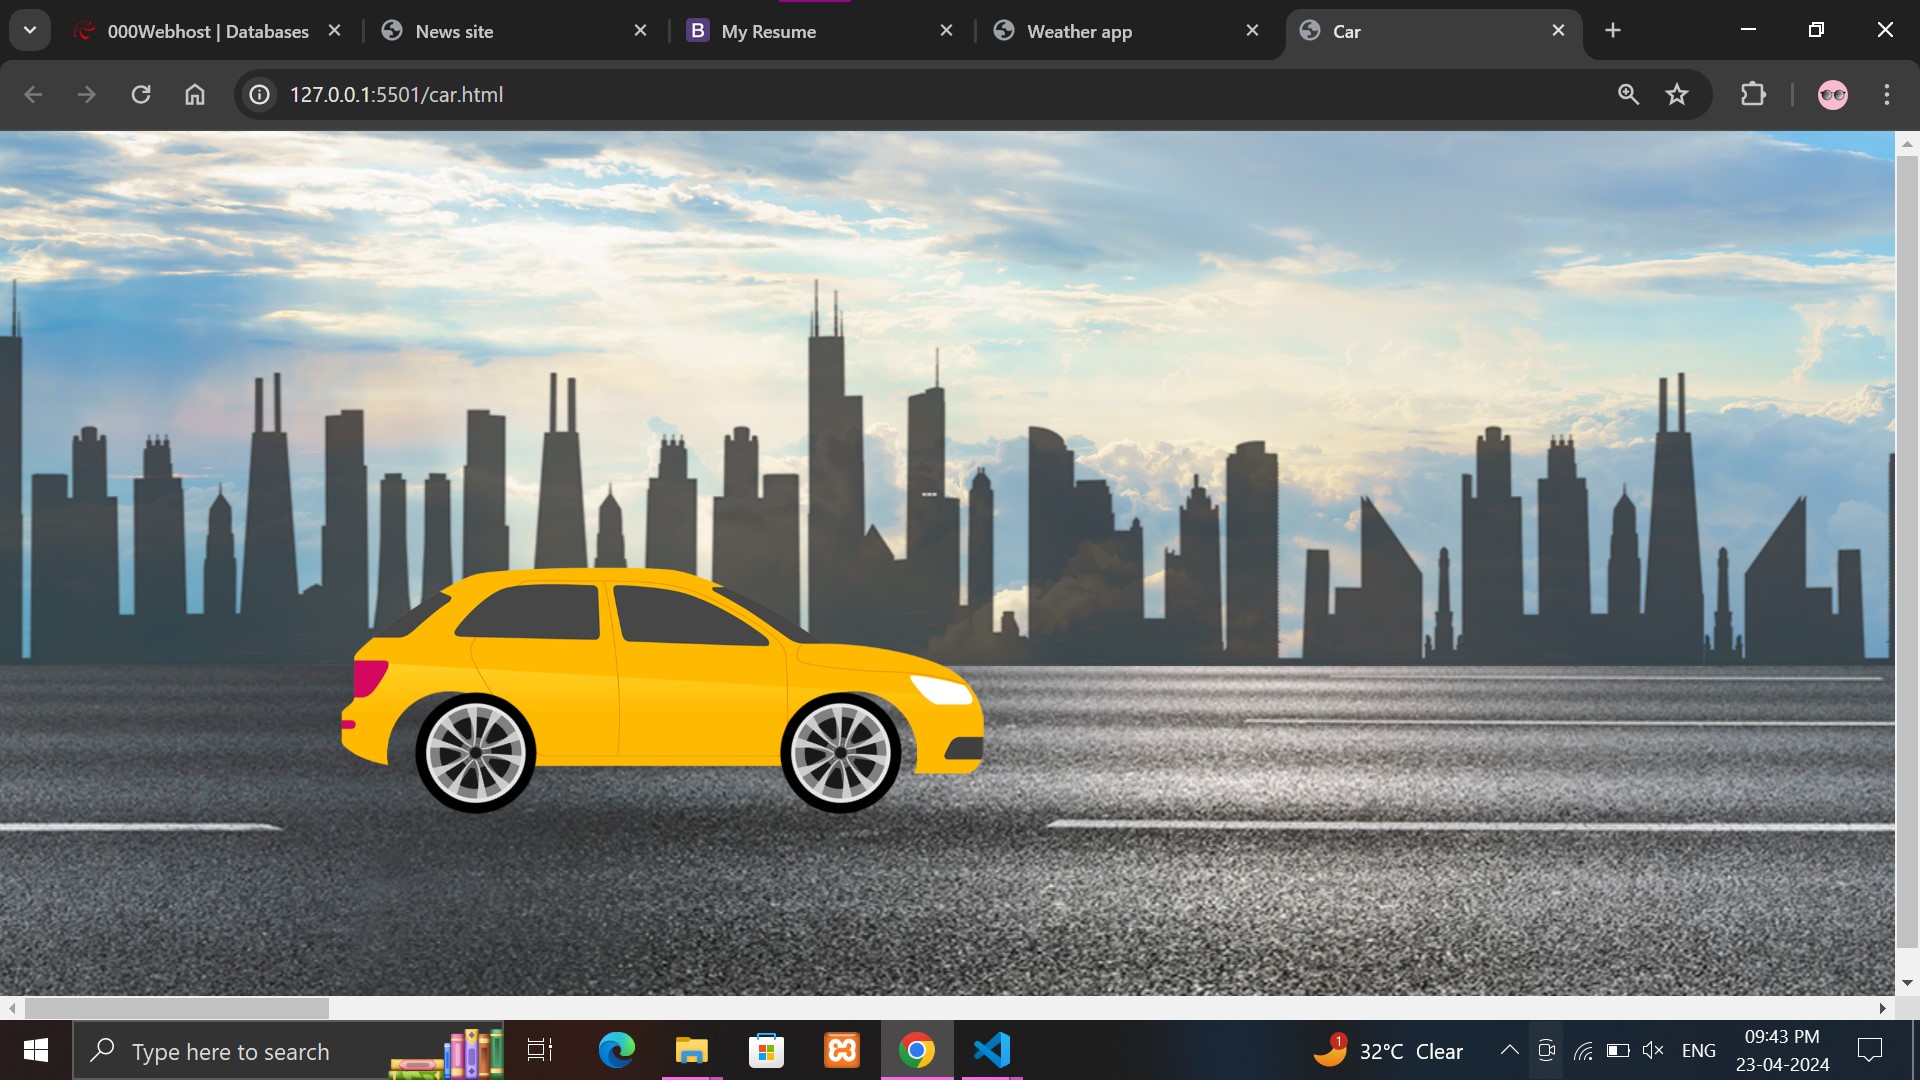 000Webhost | Databases
News site
B My Resume
Weather app
Car
127.0.0.1:5501/car.html
Type here to search
1
32°C Clear
ENG
09:43 PM
23-04-2024